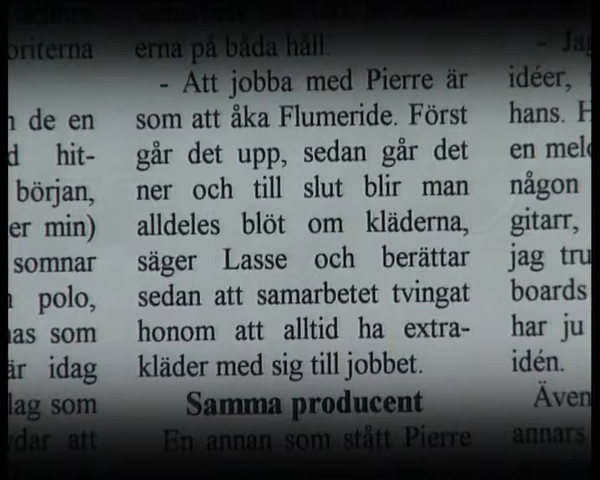 oriterna
de en
hit-
början,
er min)
somnar
polo,
som
är idag
lag som
att
erna på båda håll.
- Att jobba med Pierre är
som att åka Flumeride. Först
går det upp, sedan går det
ner och till slut blir man
alldeles blöt om kläderna,
säger Lasse och berättar
sedan att samarbetet tvingat
honom att alltid ha extra-
kläder med sig till jobbet.
Samma producent
En annan som stått Pierre
- Ja
idéer,
hans. H
en mel
någon
gitarr,
jag tru
boards
har ju
idén.
Även
annars